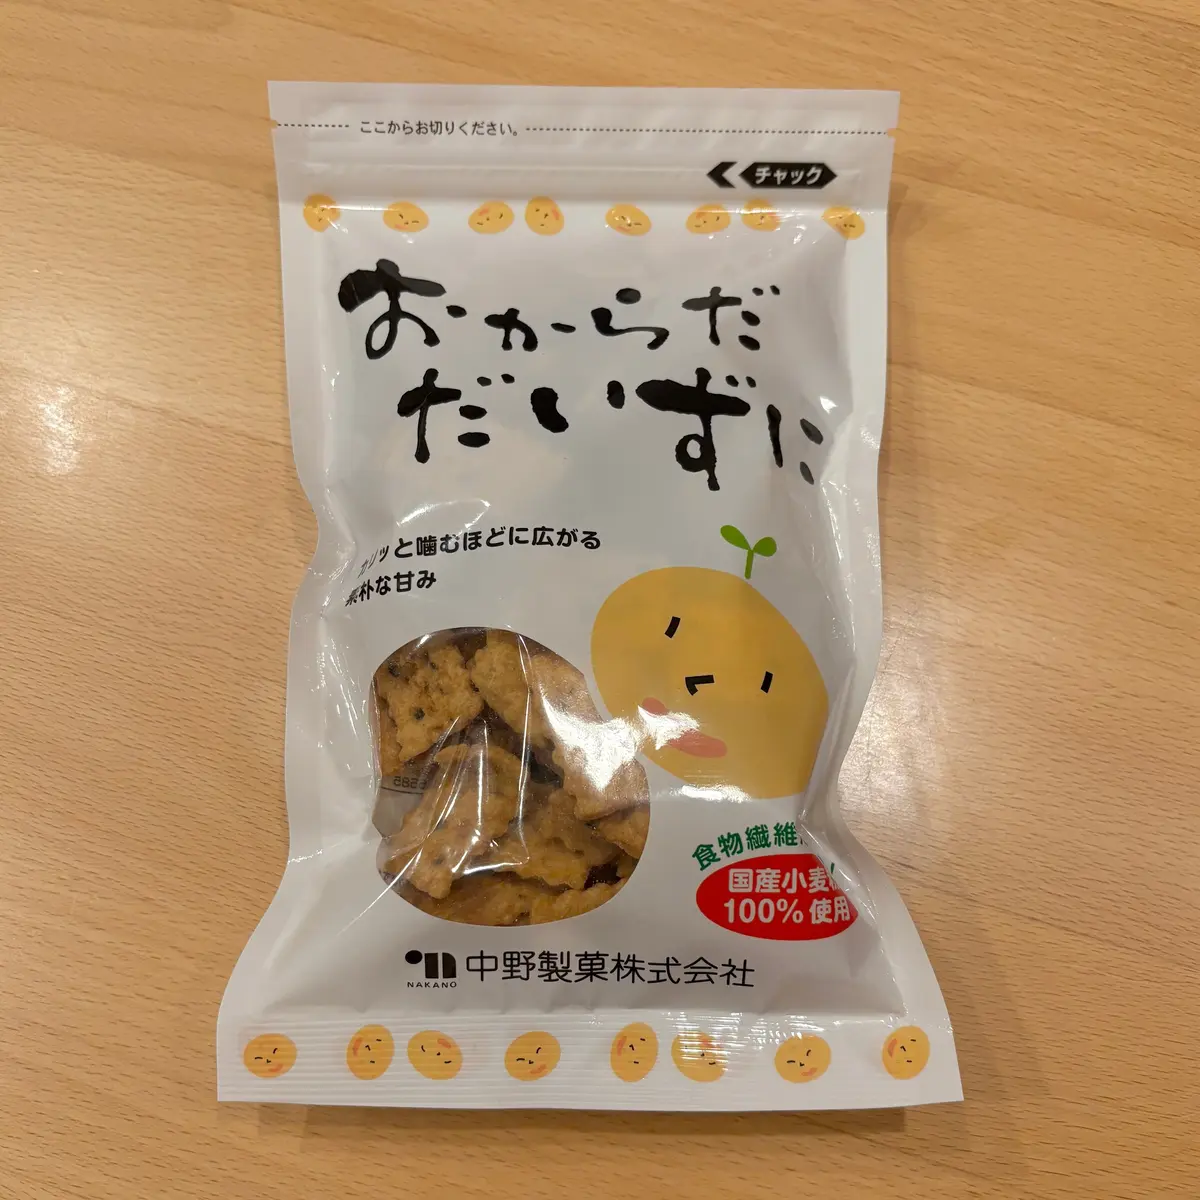 ここからお切りください。
チャック
おからだ
だいずに
カリッと噛むほどに広がる
素朴な甘み
食物繊維
国産小麦
100%使用
NAKANO
中野製菓株式会社